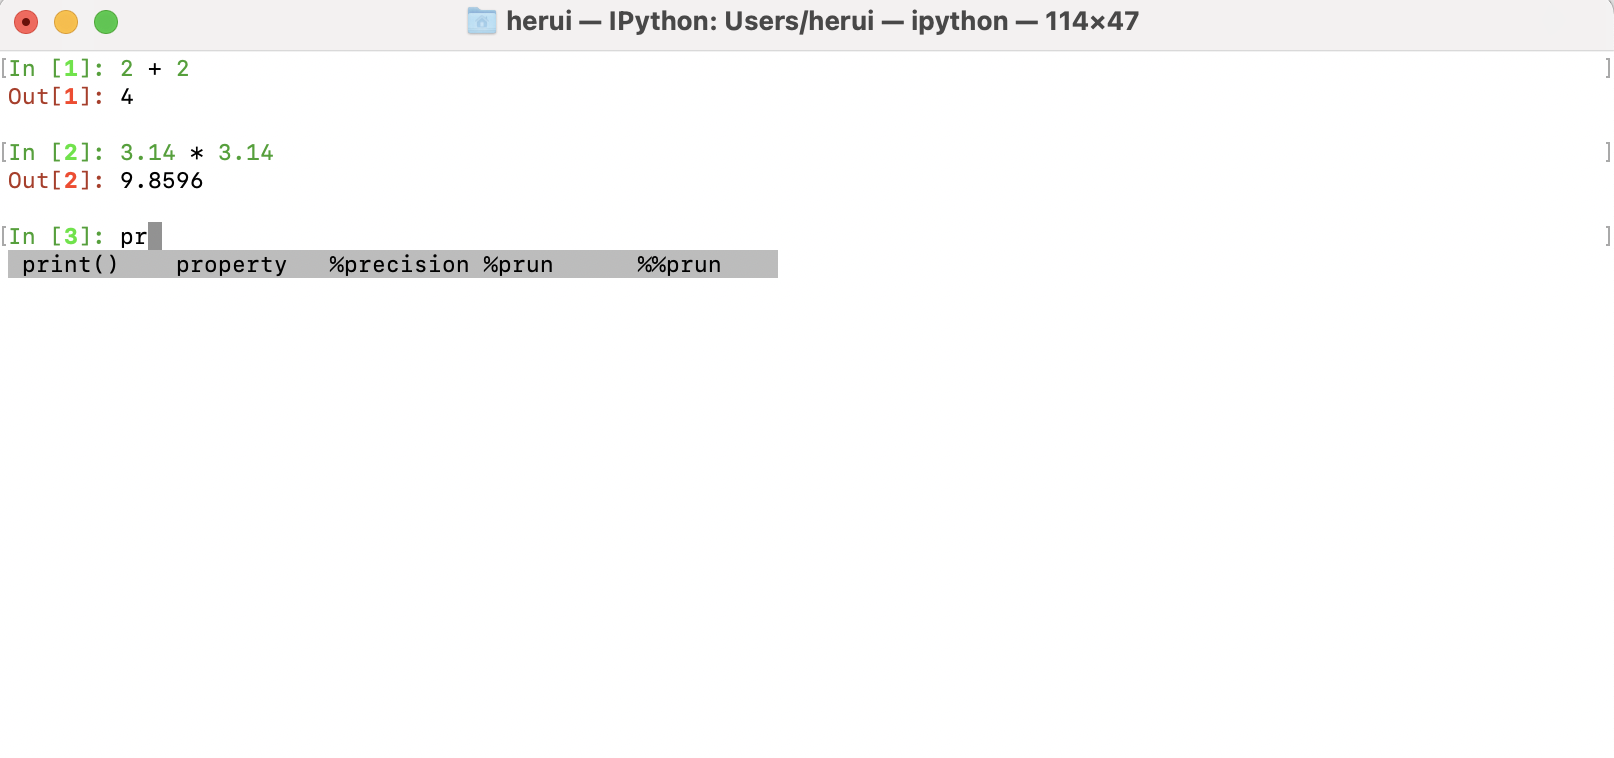 herui — IPython: Users/herui — ipython — 114×47
[In [1]: 2 + 2 ]
Out[1]: 4
[In [2]: 3.14 * 3.14 ]
Out[2]: 9.8596
[In [3]: pr ]
print() property %precision %prun %%prun